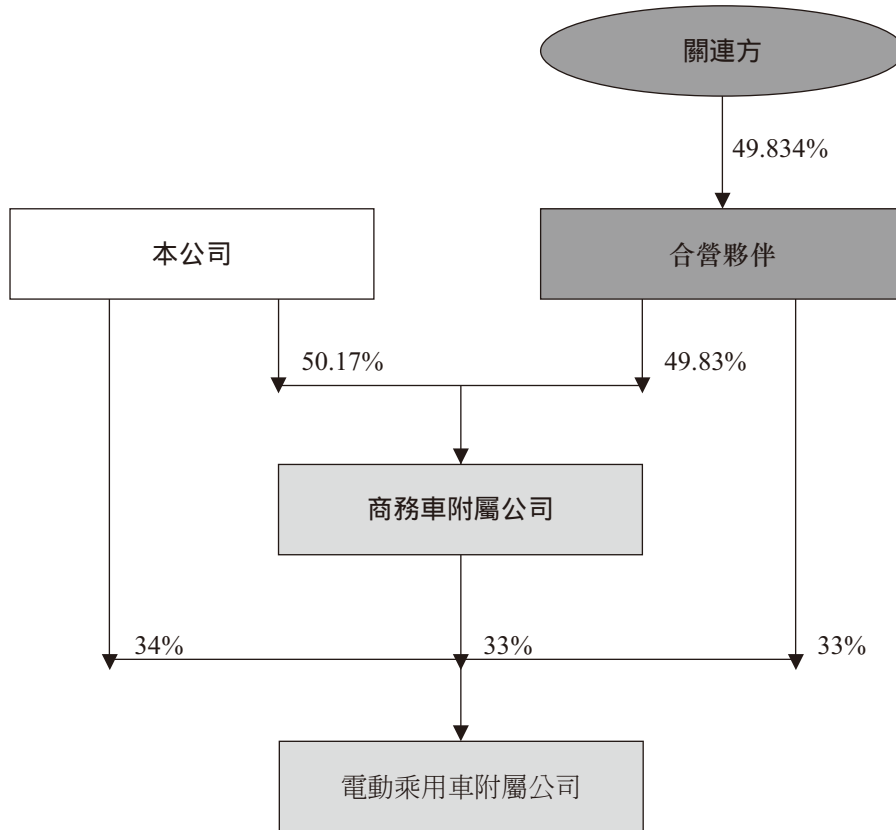 關連方
49.834%
本公司
合營夥伴
50.17%
49.83%
商務車附屬公司
34%
33%
33%
電動乘用車附屬公司